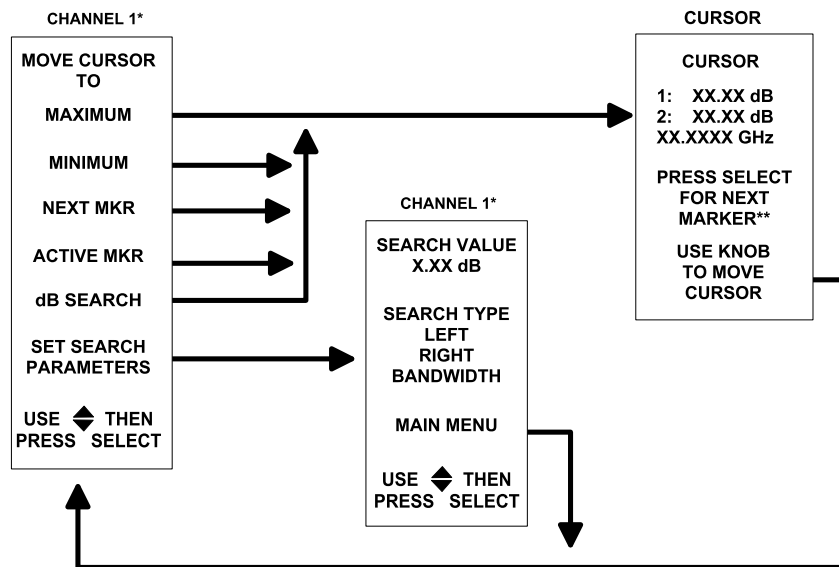 CHANNEL 1*
MOVE CURSOR
TO
MAXIMUM
MINIMUM
NEXT MKR
ACTIVE MKR
dB SEARCH
SET SEARCH
PARAMETERS
USE THEN
PRESS SELECT
CHANNEL 1*
SEARCH VALUE
X.XX dB
SEARCH TYPE
LEFT
RIGHT
BANDWIDTH
MAIN MENU
USE THEN
PRESS SELECT
CURSOR
CURSOR
1: XX.XX dB
2: XX.XX dB
XX.XXXX GHz
PRESS SELECT
FOR NEXT
MARKER**
USE KNOB
TO MOVE
CURSOR